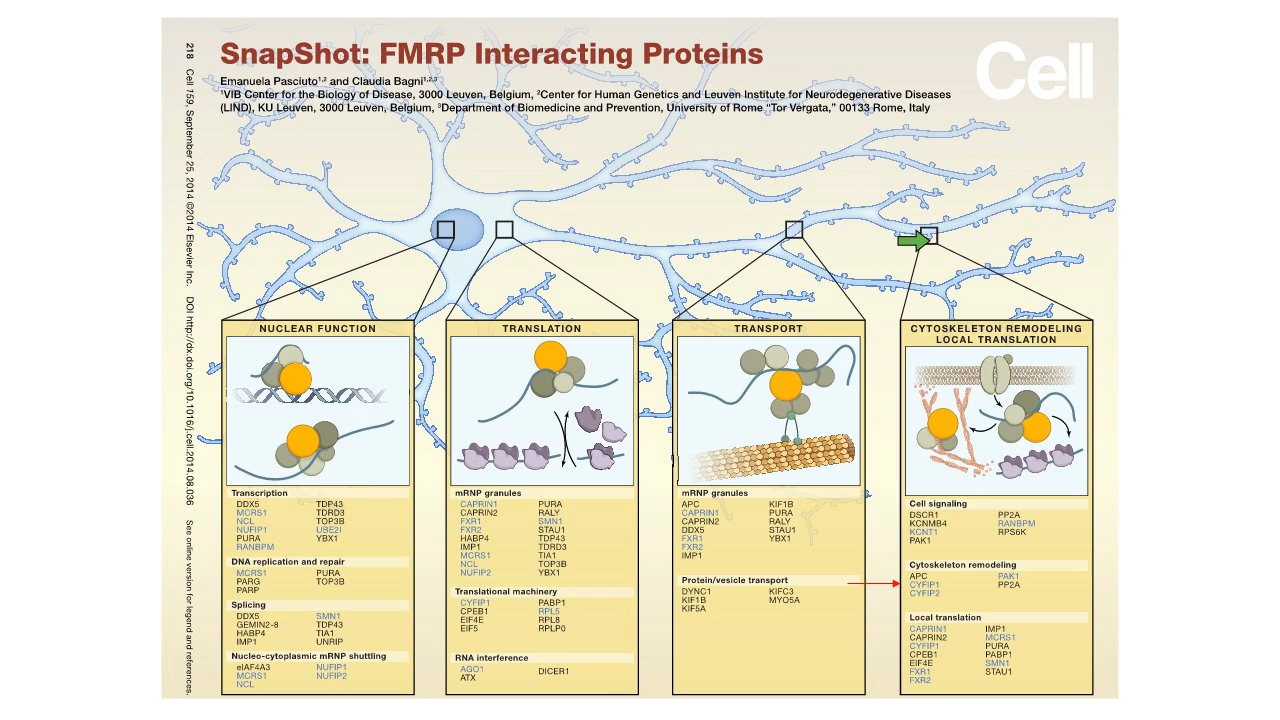 SnapShot: FMRP Interacting Proteins
Cell
Emanuela Pasciuto1,2 and Claudia Bagni1,2,3
1VIB Center for the Biology of Disease, 3000 Leuven, Belgium, 2Center for Human Genetics and Leuven Institute for Neurodegenerative Diseases
(LIND), KU Leuven, 3000 Leuven, Belgium, 3Department of Biomedicine and Prevention, University of Rome "Tor Vergata," 00133 Rome, Italy
218 Cell 159, September 25, 2014 ©2014 Elsevier Inc. DOI http://dx.doi.org/10.1016/j.cell.2014.08.036 See online version for legend and references.
NUCLEAR FUNCTION
Transcription
DDX5 TDP43
MCRS1 TDRD3
NCL TOP3B
NUFIP1 UBE2I
PURA YBX1
RANBPM
DNA replication and repair
MCRS1 PURA
PARG TOP3B
PARP
Splicing
DDX5 SMN1
GEMIN2-8 TDP43
HABP4 TIA1
IMP1 UNRIP
Nucleo-cytoplasmic mRNP shuttling
eIAF4A3 NUFIP1
MCRS1 NUFIP2
NCL
TRANSLATION
mRNP granules
CAPRIN1 PURA
CAPRIN2 RALY
FXR1 SMN1
FXR2 STAU1
HABP4 TDP43
IMP1 TDRD3
MCRS1 TIA1
NCL TOP3B
NUFIP2 YBX1
Translational machinery
CYFIP1 PABP1
CPEB1 RPL5
EIF4E RPL8
EIF5 RPLP0
RNA interference
AGO1 DICER1
ATX
TRANSPORT
mRNP granules
APC KIF1B
CAPRIN1 PURA
CAPRIN2 RALY
DDX5 STAU1
FXR1 YBX1
FXR2
IMP1
Protein/vesicle transport
DYNC1 KIFC3
KIF1B MYO5A
KIF5A
CYTOSKELETON REMODELING
LOCAL TRANSLATION
Cell signaling
DSCR1 PP2A
KCNMB4 RANBPM
KCNT1 RPS6K
PAK1
Cytoskeleton remodeling
APC PAK1
CYFIP1 PP2A
CYFIP2
Local translation
CAPRIN1 IMP1
CAPRIN2 MCRS1
CYFIP1 PURA
CPEB1 PABP1
EIF4E SMN1
FXR1 STAU1
FXR2